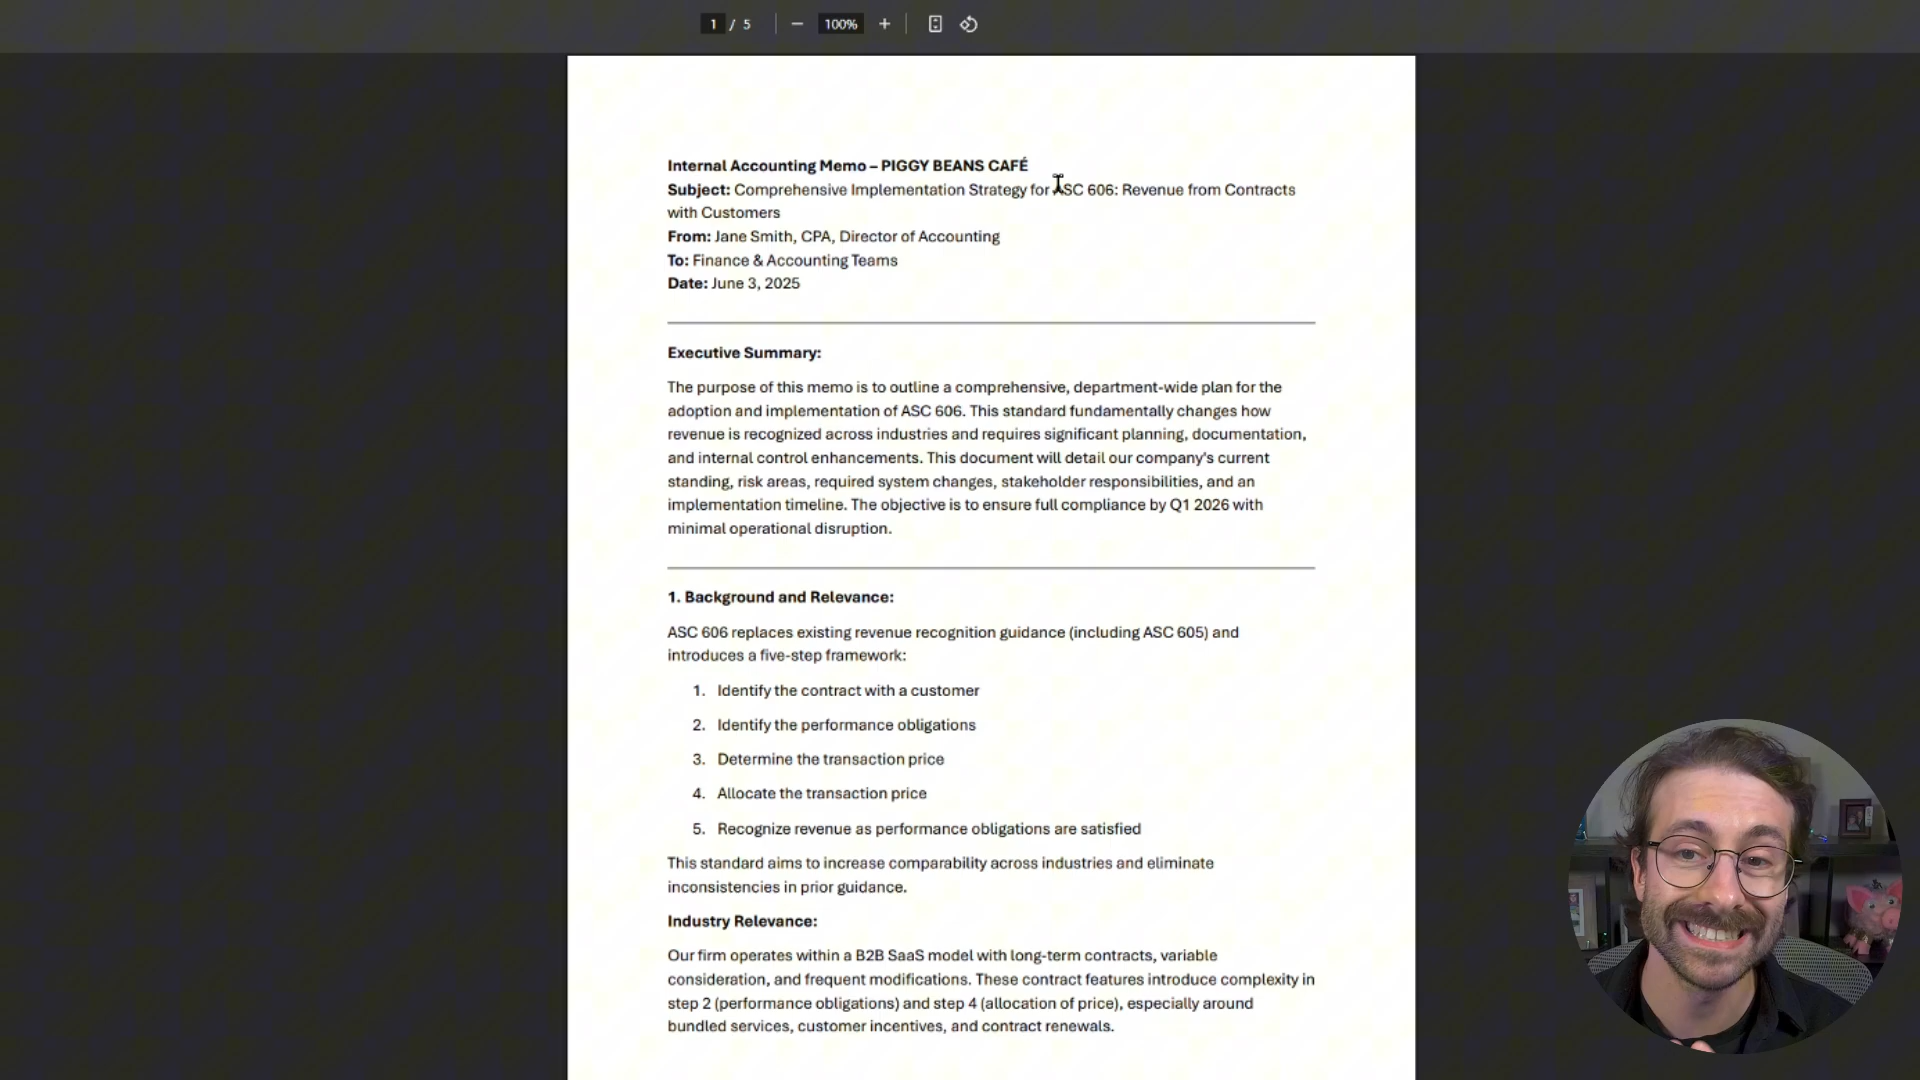 1 / 5
100%
Internal Accounting Memo – PIGGY BEANS CAFÉ
Subject: Comprehensive Implementation Strategy for ASC 606: Revenue from Contracts
with Customers
From: Jane Smith, CPA, Director of Accounting
To: Finance & Accounting Teams
Date: June 3, 2025
Executive Summary:
The purpose of this memo is to outline a comprehensive, department-wide plan for the
adoption and implementation of ASC 606. This standard fundamentally changes how
revenue is recognized across industries and requires significant planning, documentation,
and internal control enhancements. This document will detail our company's current
standing, risk areas, required system changes, stakeholder responsibilities, and an
implementation timeline. The objective is to ensure full compliance by Q1 2026 with
minimal operational disruption.
1. Background and Relevance:
ASC 606 replaces existing revenue recognition guidance (including ASC 605) and
introduces a five-step framework:
1. Identify the contract with a customer
2. Identify the performance obligations
3. Determine the transaction price
4. Allocate the transaction price
5. Recognize revenue as performance obligations are satisfied
This standard aims to increase comparability across industries and eliminate
inconsistencies in prior guidance.
Industry Relevance:
Our firm operates within a B2B SaaS model with long-term contracts, variable
consideration, and frequent modifications. These contract features introduce complexity in
step 2 (performance obligations) and step 4 (allocation of price), especially around
bundled services, customer incentives, and contract renewals.